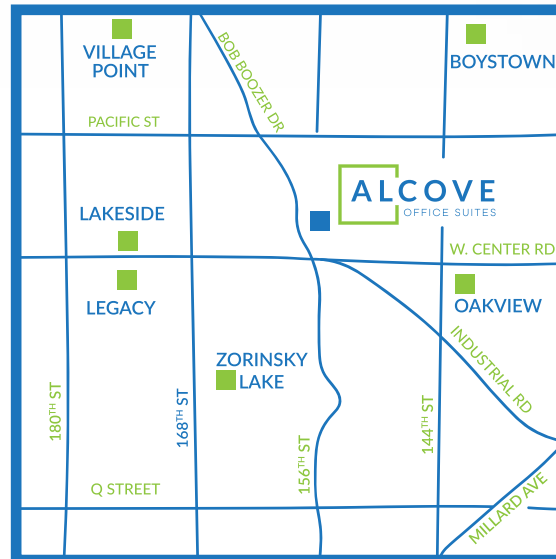 VILLAGE
POINT
BOB BOOZER DR
BOYSTOWN
PACIFIC ST
ALCOVE
OFFICE SUITES
LAKESIDE
W. CENTER RD
LEGACY
OAKVIEW
INDUSTRIAL RD
ZORINSKY
LAKE
180TH ST
168TH ST
156TH ST
144TH ST
Q STREET
MILLARD AVE